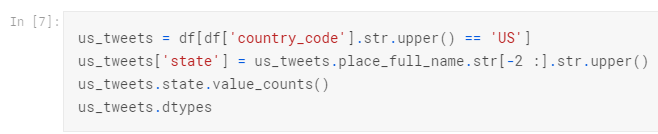 In [7]:
us_tweets = df[df['country_code'].str.upper() == 'US']
us_tweets['state'] = us_tweets.place_full_name.str[-2 :].str.upper()
us_tweets.state.value_counts()
us_tweets.dtypes